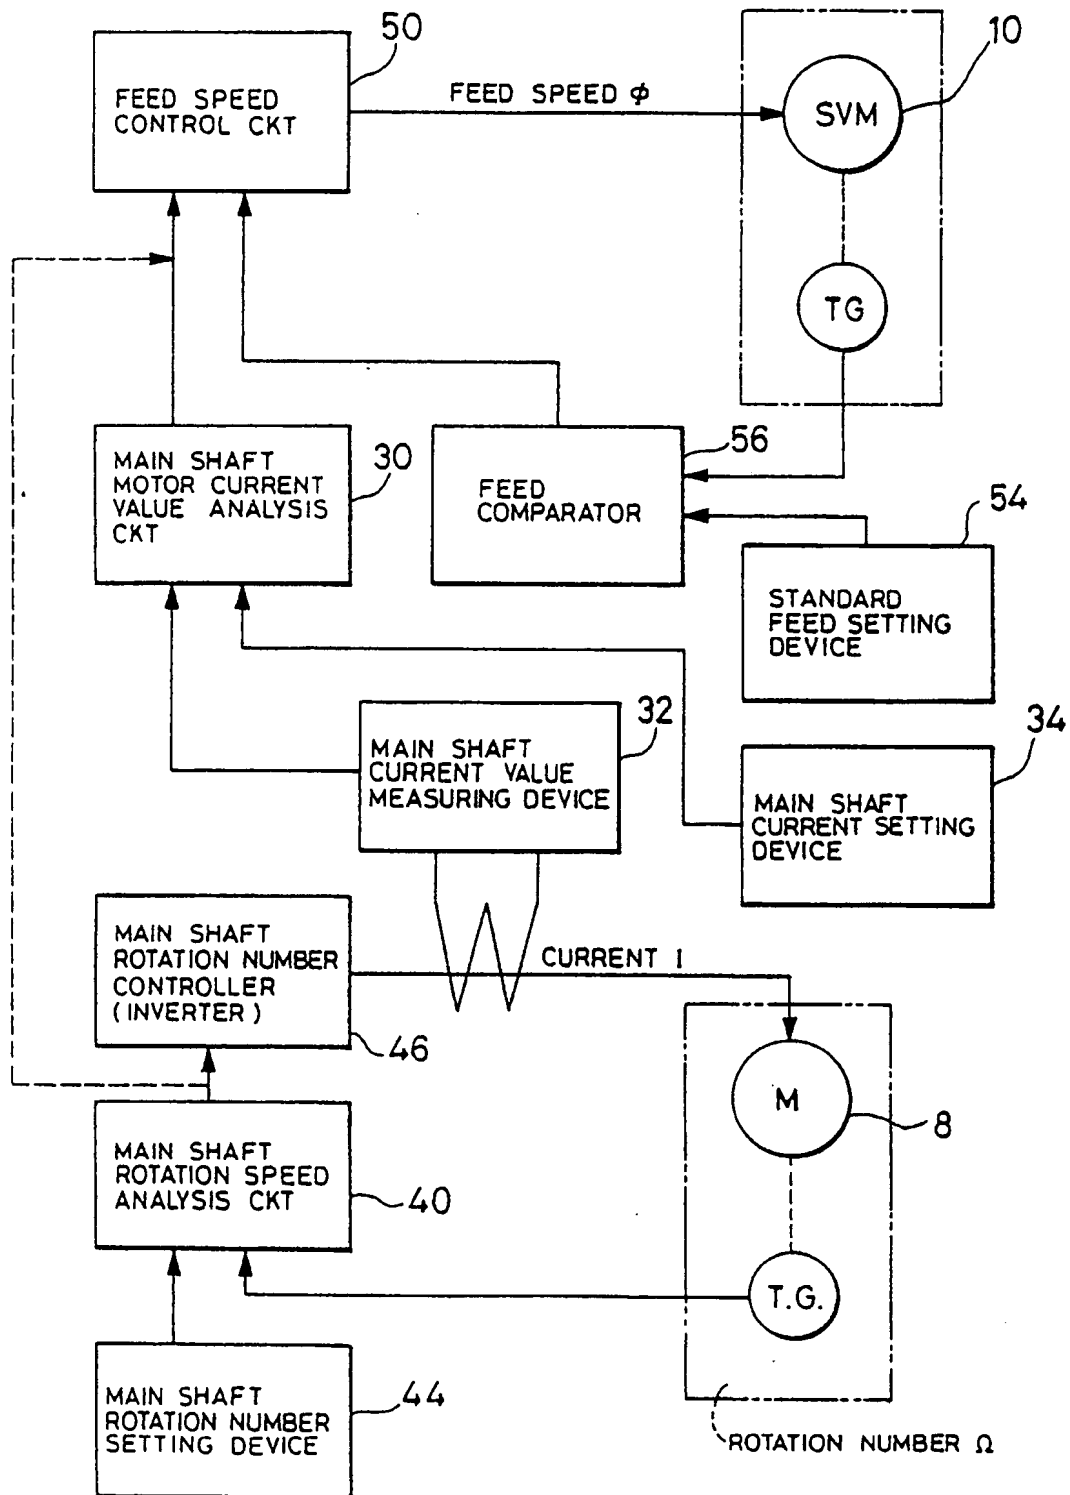 50
FEED SPEED
CONTROL CKT
FEED SPEED φ
10
SVM
TG
MAIN SHAFT
MOTOR CURRENT
VALUE ANALYSIS
CKT
30
FEED
COMPARATOR
56
54
STANDARD
FEED SETTING
DEVICE
32
MAIN SHAFT
CURRENT VALUE
MEASURING DEVICE
34
MAIN SHAFT
CURRENT SETTING
DEVICE
MAIN SHAFT
ROTATION NUMBER
CONTROLLER
(INVERTER)
46
CURRENT I
M
8
MAIN SHAFT
ROTATION SPEED
ANALYSIS CKT
40
T.G.
MAIN SHAFT
ROTATION NUMBER
SETTING DEVICE
44
ROTATION NUMBER Ω